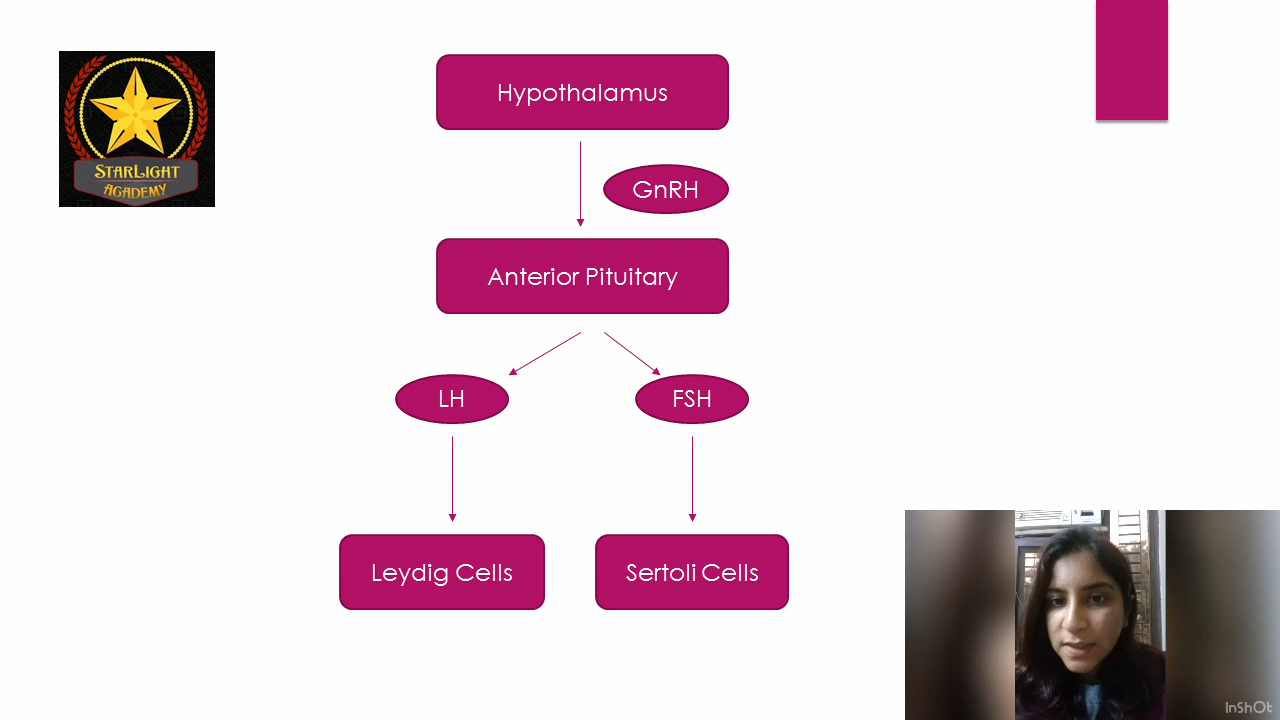 STARLIGHT
ACADEMY
Hypothalamus
GnRH
Anterior Pituitary
LH
FSH
Leydig Cells
Sertoli Cells
InShOt